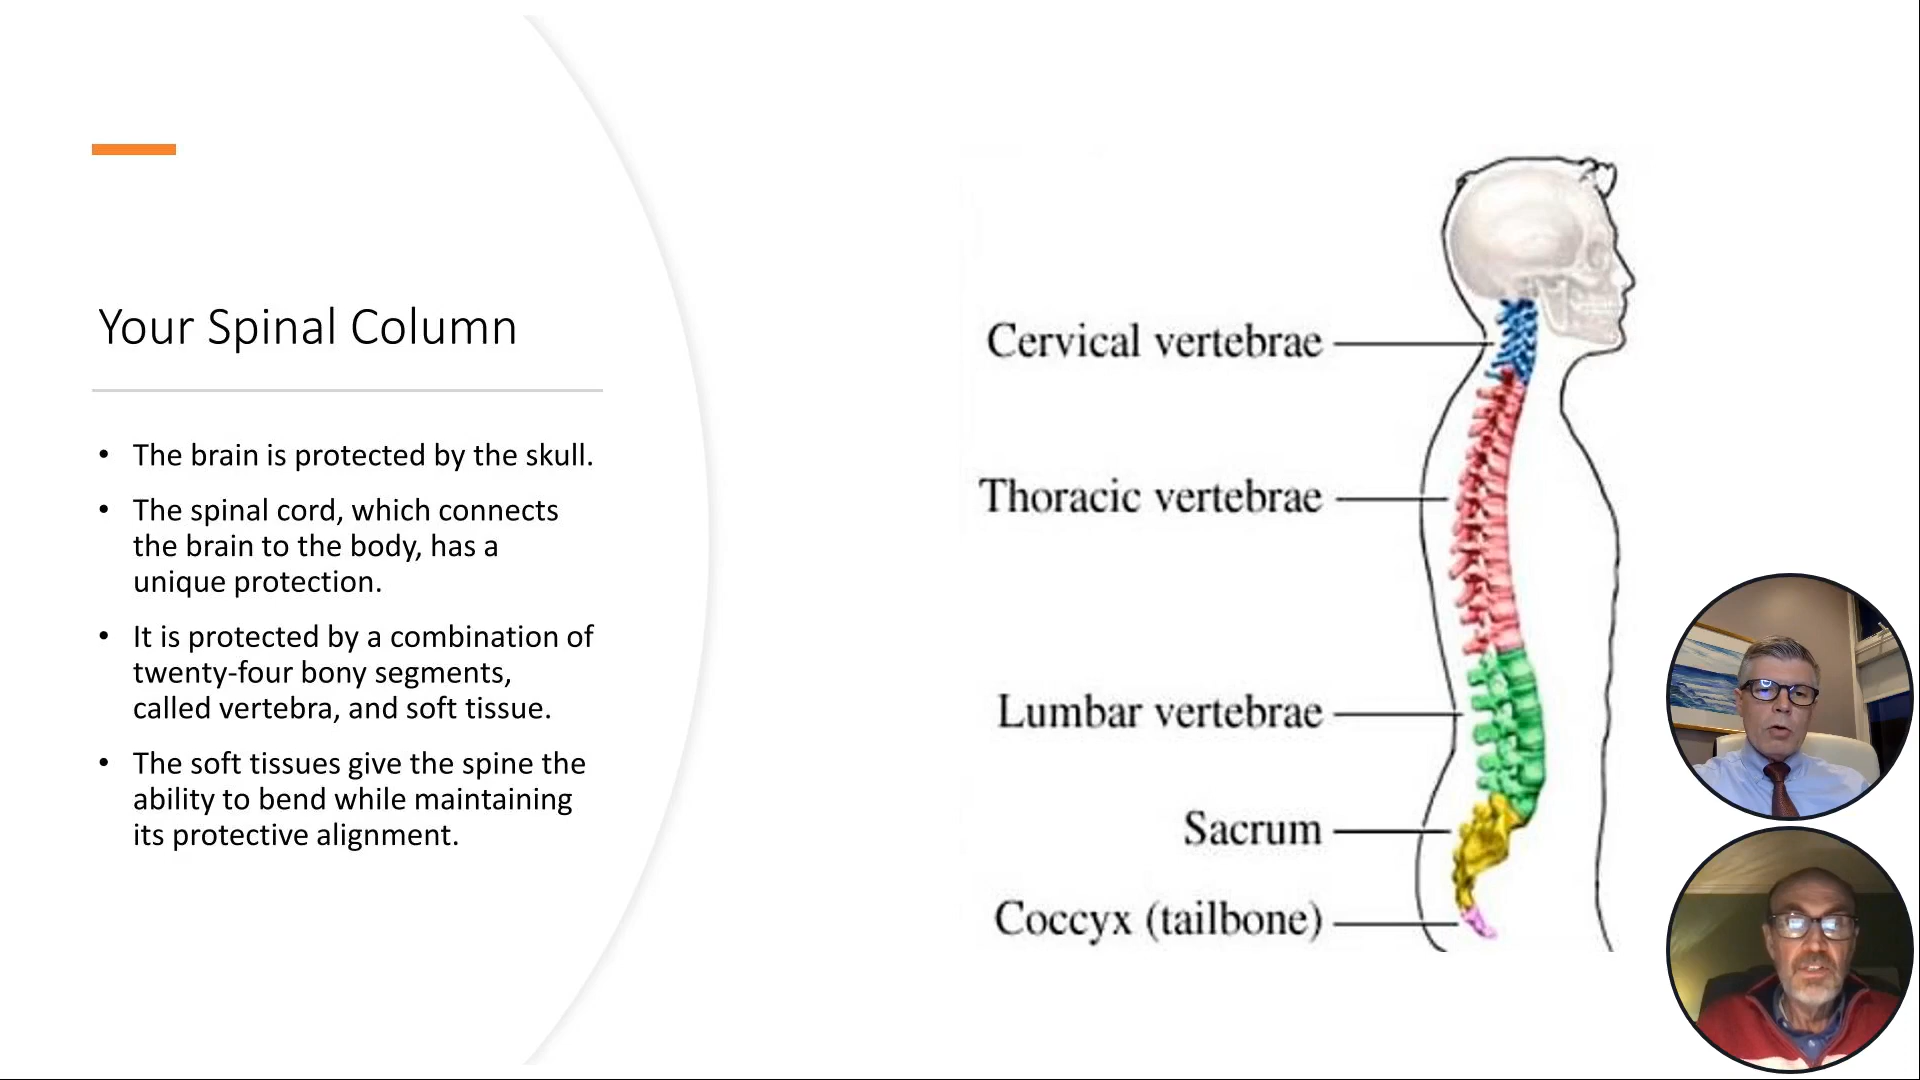 Your Spinal Column
• The brain is protected by the skull.
• The spinal cord, which connects
the brain to the body, has a
unique protection.
• It is protected by a combination of
twenty-four bony segments,
called vertebra, and soft tissue.
• The soft tissues give the spine the
ability to bend while maintaining
its protective alignment.
Cervical vertebrae
Thoracic vertebrae
Lumbar vertebrae
Sacrum
Coccyx (tailbone)